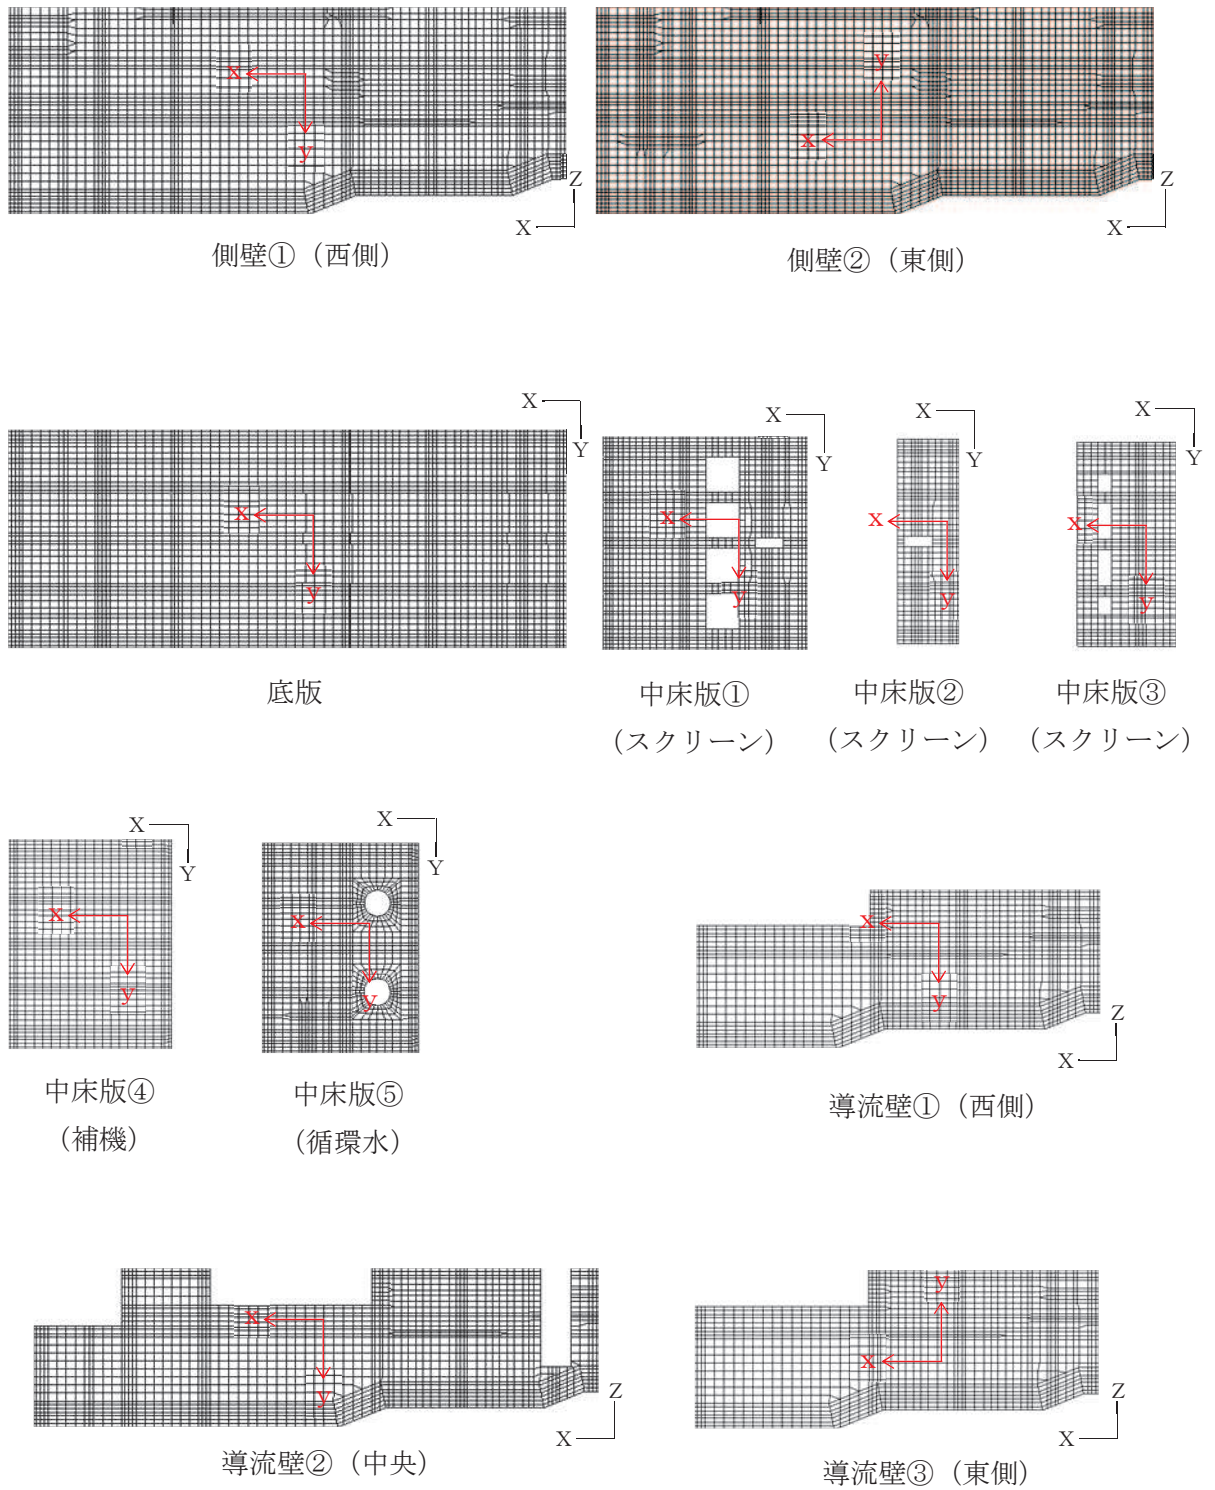 x
y
Z
X
側壁①（西側）
y
x
Z
X
側壁②（東側）
X
Y
x
y
底版
X
Y
x
y
中床版①
（スクリーン）
X
Y
x
y
中床版②
（スクリーン）
X
Y
x
y
中床版③
（スクリーン）
X
Y
x
y
中床版④
（補機）
X
Y
x
y
中床版⑤
（循環水）
x
y
Z
X
導流壁①（西側）
x
y
Z
X
導流壁②（中央）
y
x
Z
X
導流壁③（東側）